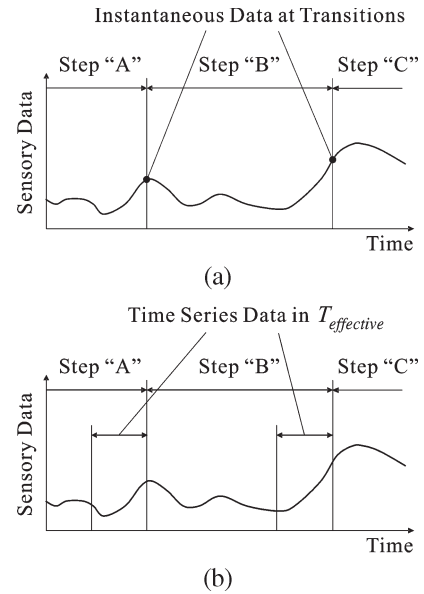 Instantaneous Data at Transitions
Step “A” Step “B” Step “C”
Sensory Data
Time
(a)
Time Series Data in T effective
Step “A” Step “B” Step “C”
Sensory Data
Time
(b)